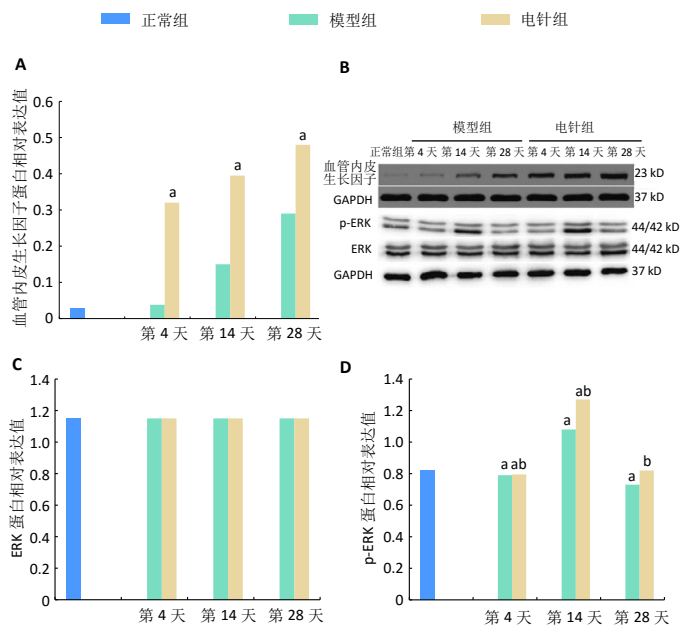 正常组 模型组 电针组
A
血管内皮生长因子蛋白相对表达值
0.6
0.5
0.4
0.3
0.2
0.1
0
a a a
第 4 天 第 14 天 第 28 天
B
模型组 电针组
正常组 第 4 天 第 14 天 第 28 天 第 4 天 第 14 天 第 28 天
血管内皮
生长因子 23 kD
GAPDH 37 kD
p-ERK 44/42 kD
ERK 44/42 kD
GAPDH 37 kD
C
ERK 蛋白相对表达值
1.4
1.2
1.0
0.8
0.6
0.4
0.2
0
第 4 天 第 14 天 第 28 天
D
p-ERK 蛋白相对表达值
1.4
1.2
1.0
0.8
0.6
0.4
0.2
0
a ab a ab a b
第 4 天 第 14 天 第 28 天